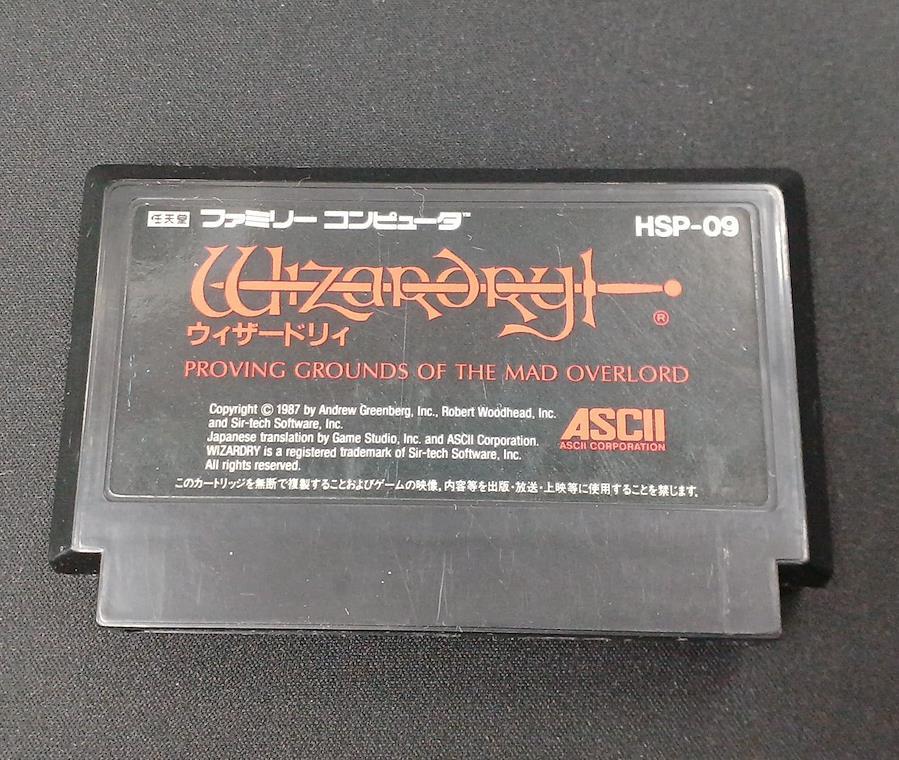 任天堂 ファミリー コンピュータ™ HSP-09
Wizardry®
ウィザードリィ
PROVING GROUNDS OF THE MAD OVERLORD
Copyright © 1987 by Andrew Greenberg, Inc., Robert Woodhead, Inc.
and Sir-tech Software, Inc.
Japanese translation by Game Studio, Inc. and ASCII Corporation.
WIZARDRY is a registered trademark of Sir-tech Software, Inc.
All rights reserved.
ASCII
ASCII CORPORATION
このカートリッジを無断で複製することおよびゲームの映像、内容等を出版・放送・上映等に使用することを禁じます。